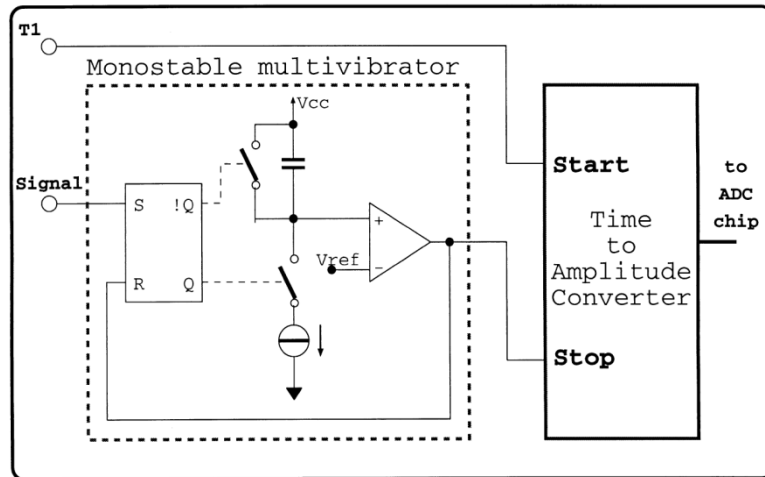 T1
Monostable multivibrator
Vcc
Signal
S !Q
R Q
+
Vref
−
Start
Time
to
Amplitude
Converter
Stop
to
ADC
chip